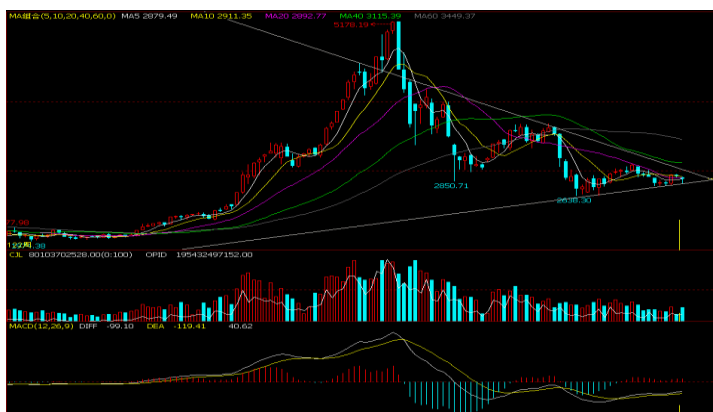 MA组合(5,10,20,40,60,0) MA5 2879.49 MA10 2911.35 MA20 2992.77 MA40 3115.39 MA60 3449.37
5178.19
2850.71
2638.30
CJL 80103702528.00(0:100) OPID 195432497152.00
MACD(12,26,9) DIFF -99.10 DEA -119.41 40.62